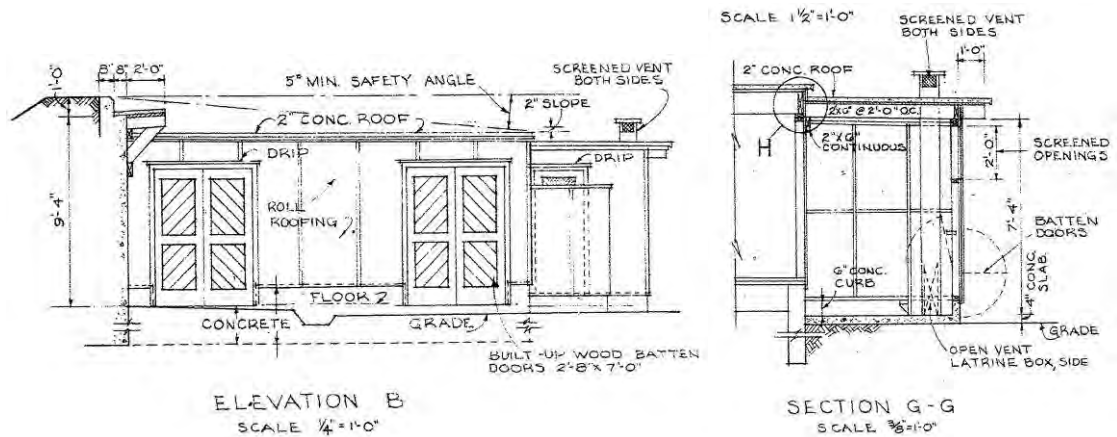 SCALE 1½"=1'-0"
SCREENED VENT
BOTH SIDES
1'-0"
2" CONC. ROOF
2x6" @ 2'-0" O.C.
2"x6"
CONTINUOUS
H
2'-0"
SCREENED
OPENINGS
7'-4"
BATTEN
DOORS
6" CONC.
CURB
4" CONC.
SLAB
GRADE
OPEN VENT
LATRINE BOX, SIDE
SECTION G-G
SCALE ⅜"=1'-0"
1'-0"
8" 8" 2'-0"
5° MIN. SAFETY ANGLE
SCREENED VENT
BOTH SIDES
2" SLOPE
2" CONC. ROOF
DRIP
DRIP
9'-4"
ROLL
ROOFING
FLOOR
CONCRETE
GRADE
BUILT-UP WOOD BATTEN
DOORS 2'-8" x 7'-0"
ELEVATION B
SCALE ¼"=1'-0"